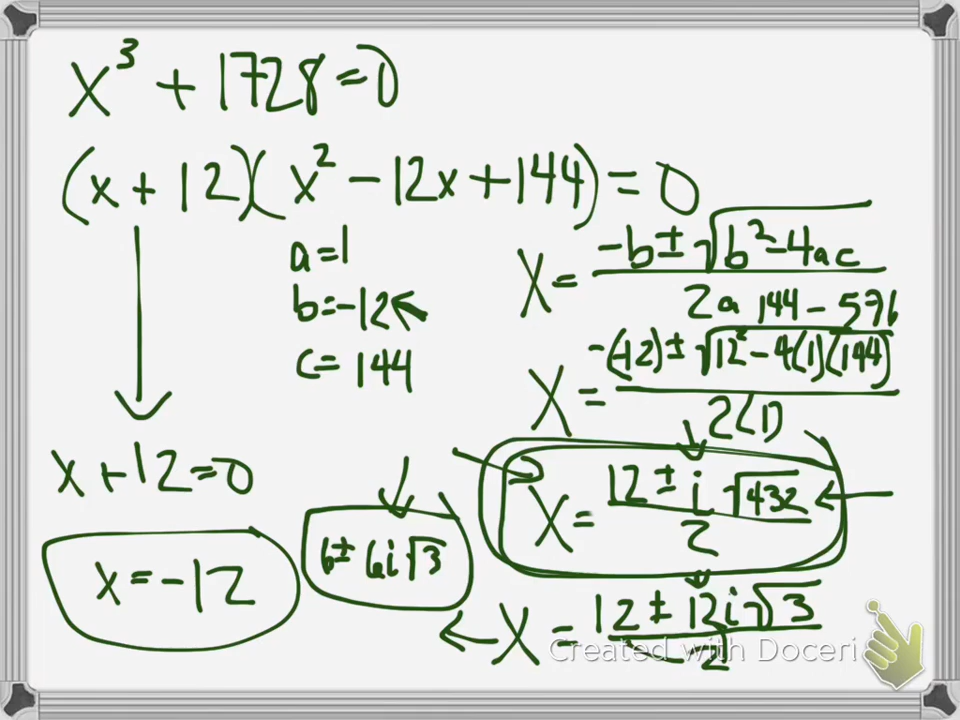 x³ + 1728 = 0
(x + 12)(x² - 12x + 144) = 0
a = 1
b = -12
c = 144
x = -b ± √b² - 4ac
2a
144 - 576
x = -(-12) ± √12² - 4(1)(144)
2(1)
x = 12 ± i √432
2
x = 12 ± 12i√3
2
6 ± 6i√3
x + 12 = 0
x = -12
Created with Doceri